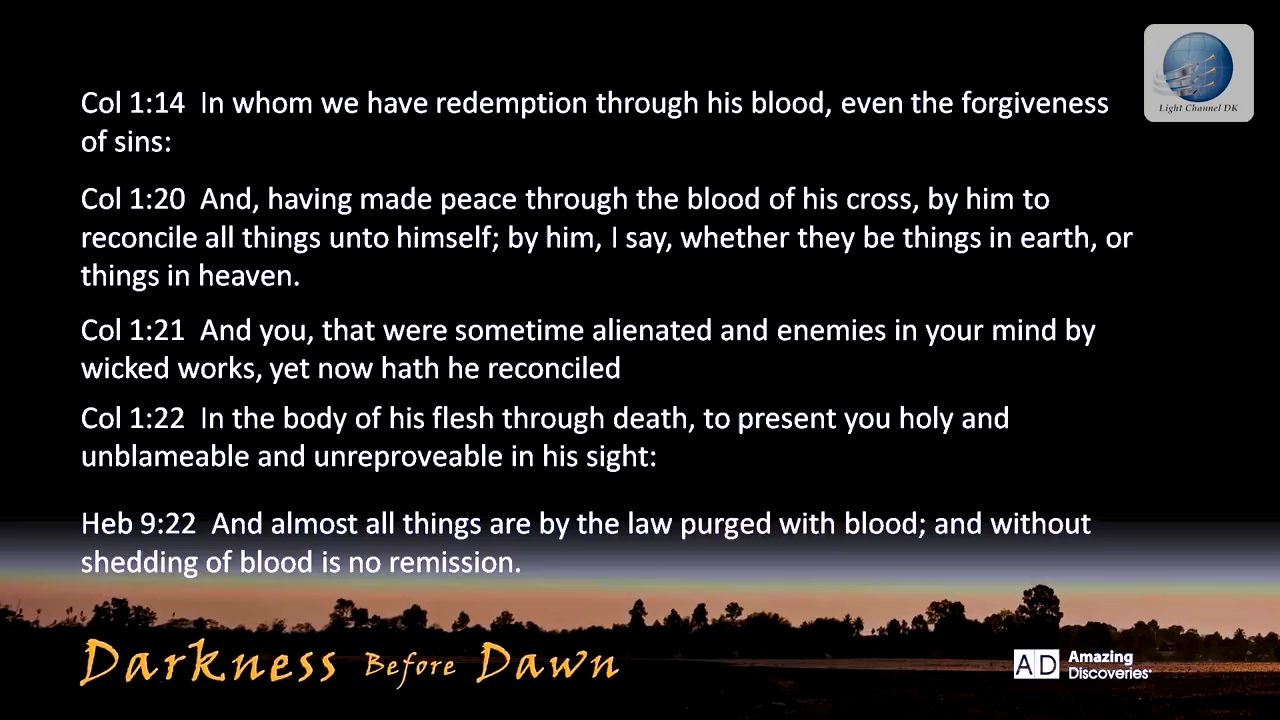 Light Channel DK
Col 1:14  In whom we have redemption through his blood, even the forgiveness
of sins:
Col 1:20  And, having made peace through the blood of his cross, by him to
reconcile all things unto himself; by him, I say, whether they be things in earth, or
things in heaven.
Col 1:21  And you, that were sometime alienated and enemies in your mind by
wicked works, yet now hath he reconciled
Col 1:22  In the body of his flesh through death, to present you holy and
unblameable and unreproveable in his sight:
Heb 9:22  And almost all things are by the law purged with blood; and without
shedding of blood is no remission.
Darkness Before Dawn
AD Amazing
Discoveries